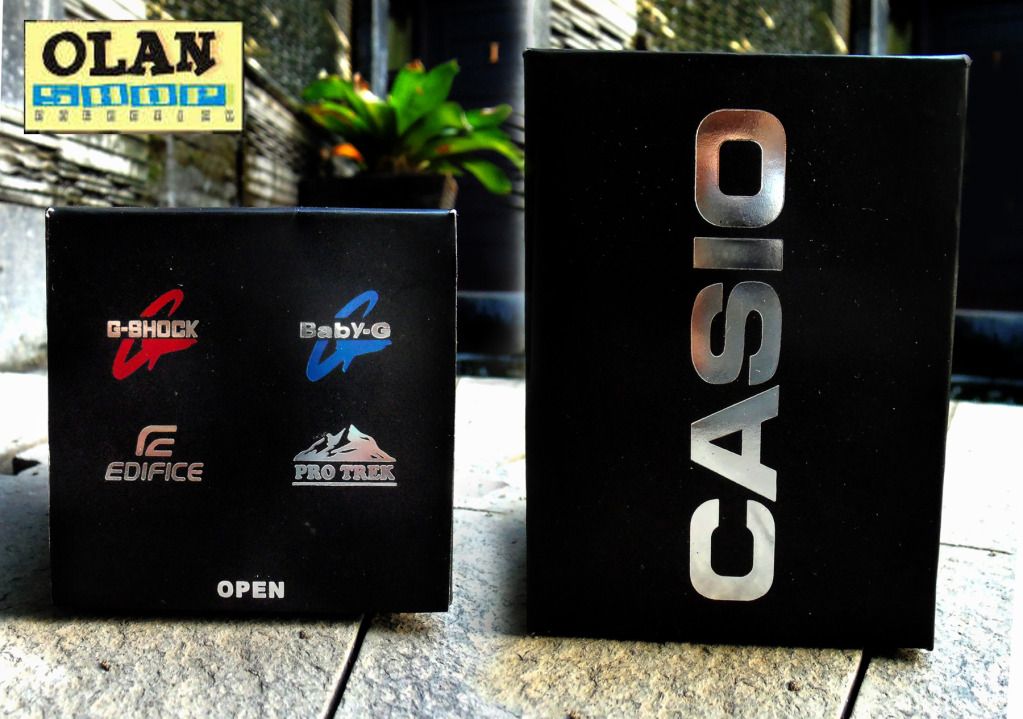 OLAN
SHOP
G-SHOCK
Baby-G
EDIFICE
PRO TREK
OPEN
CASIO